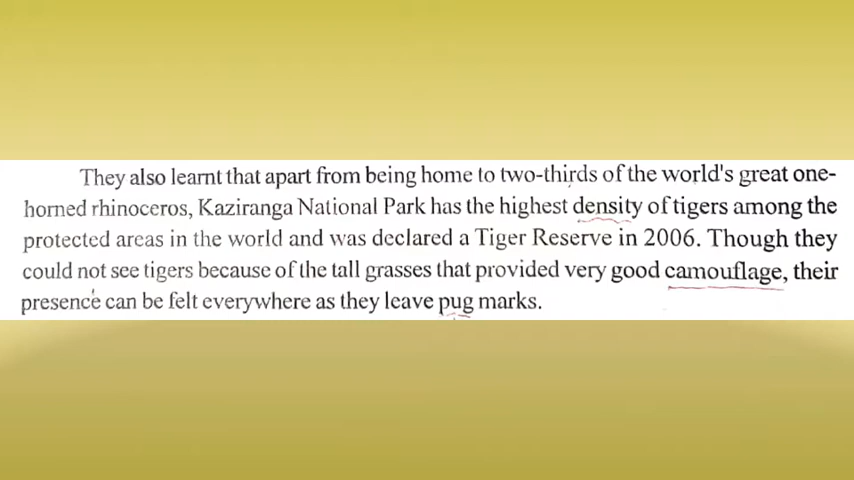 They also learnt that apart from being home to two-thirds of the world's great one-
horned rhinoceros, Kaziranga National Park has the highest density of tigers among the
protected areas in the world and was declared a Tiger Reserve in 2006. Though they
could not see tigers because of the tall grasses that provided very good camouflage, their
presence can be felt everywhere as they leave pug marks.